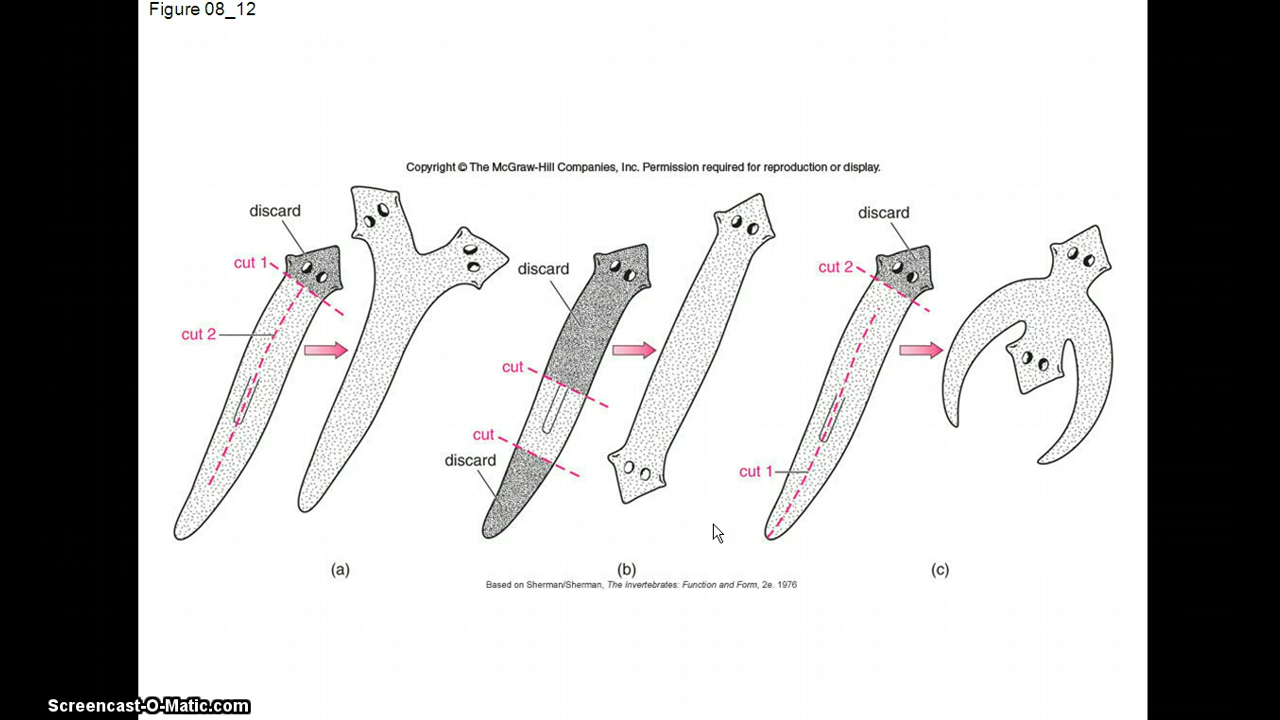 Figure 08_12
Copyright © The McGraw-Hill Companies, Inc. Permission required for reproduction or display.
discard
cut 1
cut 2
(a)
discard
cut
cut
discard
(b)
discard
cut 2
cut 1
(c)
Based on Sherman/Sherman, The Invertebrates: Function and Form, 2e. 1976
Screencast-O-Matic.com